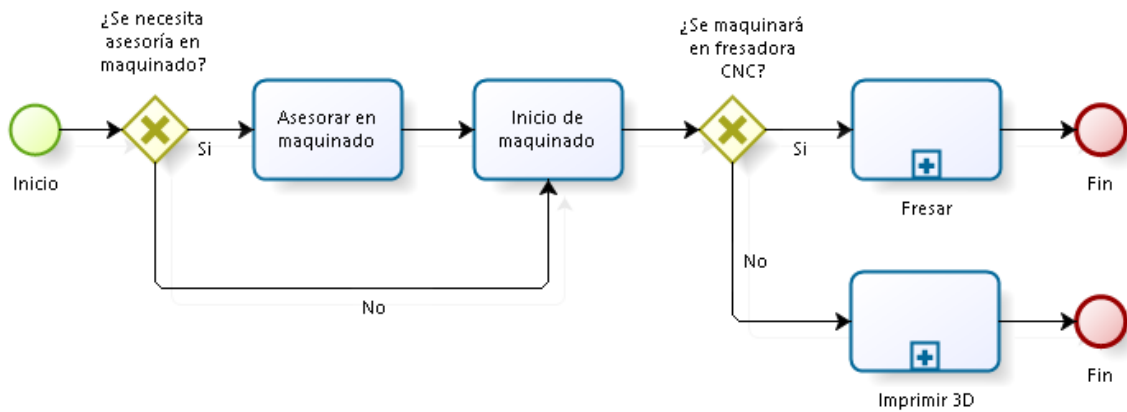 ¿Se necesita
asesoría en
maquinado?
¿Se maquinará
en fresadora
CNC?
Asesorar en
maquinado
Inicio de
maquinado
Si
Si
Inicio
Fin
Fresar
No
No
Fin
Imprimir 3D